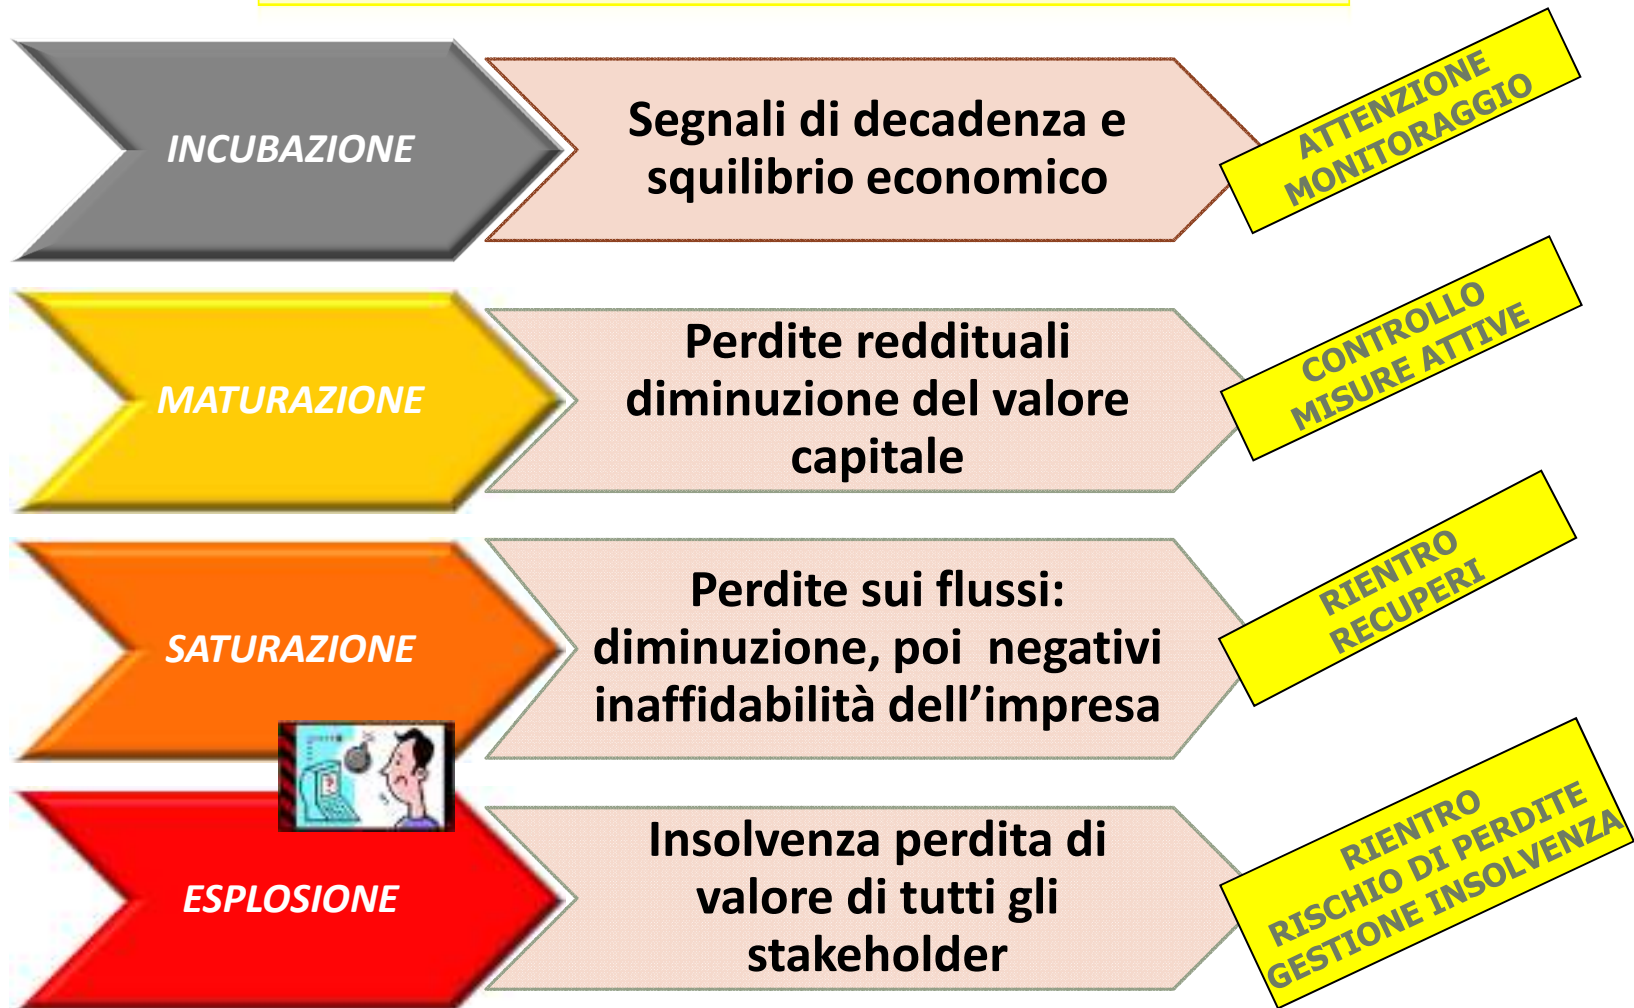 INCUBAZIONE
Segnali di decadenza e
squilibrio economico
ATTENZIONE
MONITORAGGIO
MATURAZIONE
Perdite reddituali
diminuzione del valore
capitale
CONTROLLO
MISURE ATTIVE
SATURAZIONE
Perdite sui flussi:
diminuzione, poi  negativi
inaffidabilità dell’impresa
RIENTRO
RECUPERI
?
ESPLOSIONE
Insolvenza perdita di
valore di tutti gli
stakeholder
RIENTRO
RISCHIO DI PERDITE
GESTIONE INSOLVENZA